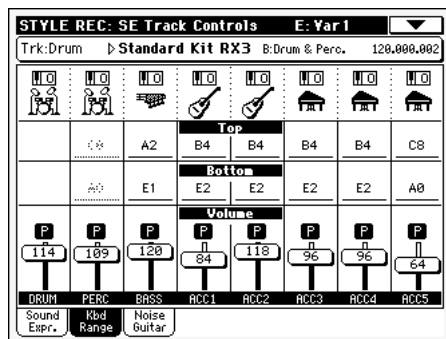 STYLE REC: SE Track Controls E: Var1
Trk:Drum Standard Kit RX3 B:Drum & Perc. 120.000.002
Top
C8 A2 B4 B4 B4 B4 C8
Bottom
A0 E1 E2 E2 E2 E2 A0
Volume
P P P P P P P P
114 109 120 84 118 96 96 64
DRUM PERC BASS ACC1 ACC2 ACC3 ACC4 ACC5
Sound Expr. Kbd Range Noise Guitar